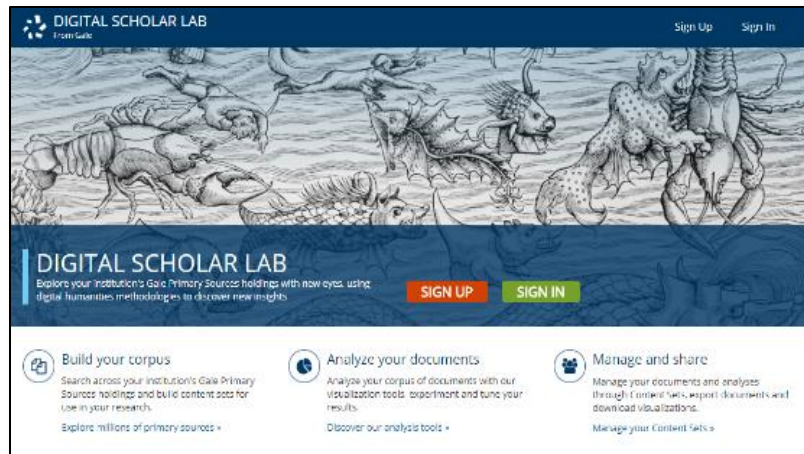 DIGITAL SCHOLAR LAB
From Gale
Sign Up
Sign In
DIGITAL SCHOLAR LAB
Explore your institution's Gale Primary Sources holdings with new eyes, using
digital humanities methodologies to discover new insights
SIGN UP
SIGN IN
Build your corpus
Search across your institution's Gale Primary
Sources holdings and build content sets for
use in your research.
Explore millions of primary sources »
Analyze your documents
Analyze your corpus of documents with our
visualization tools, experiment and tune your
results.
Discover our analysis tools »
Manage and share
Manage your documents and analyses
through Content Sets, export documents and
download visualizations.
Manage your Content Sets »